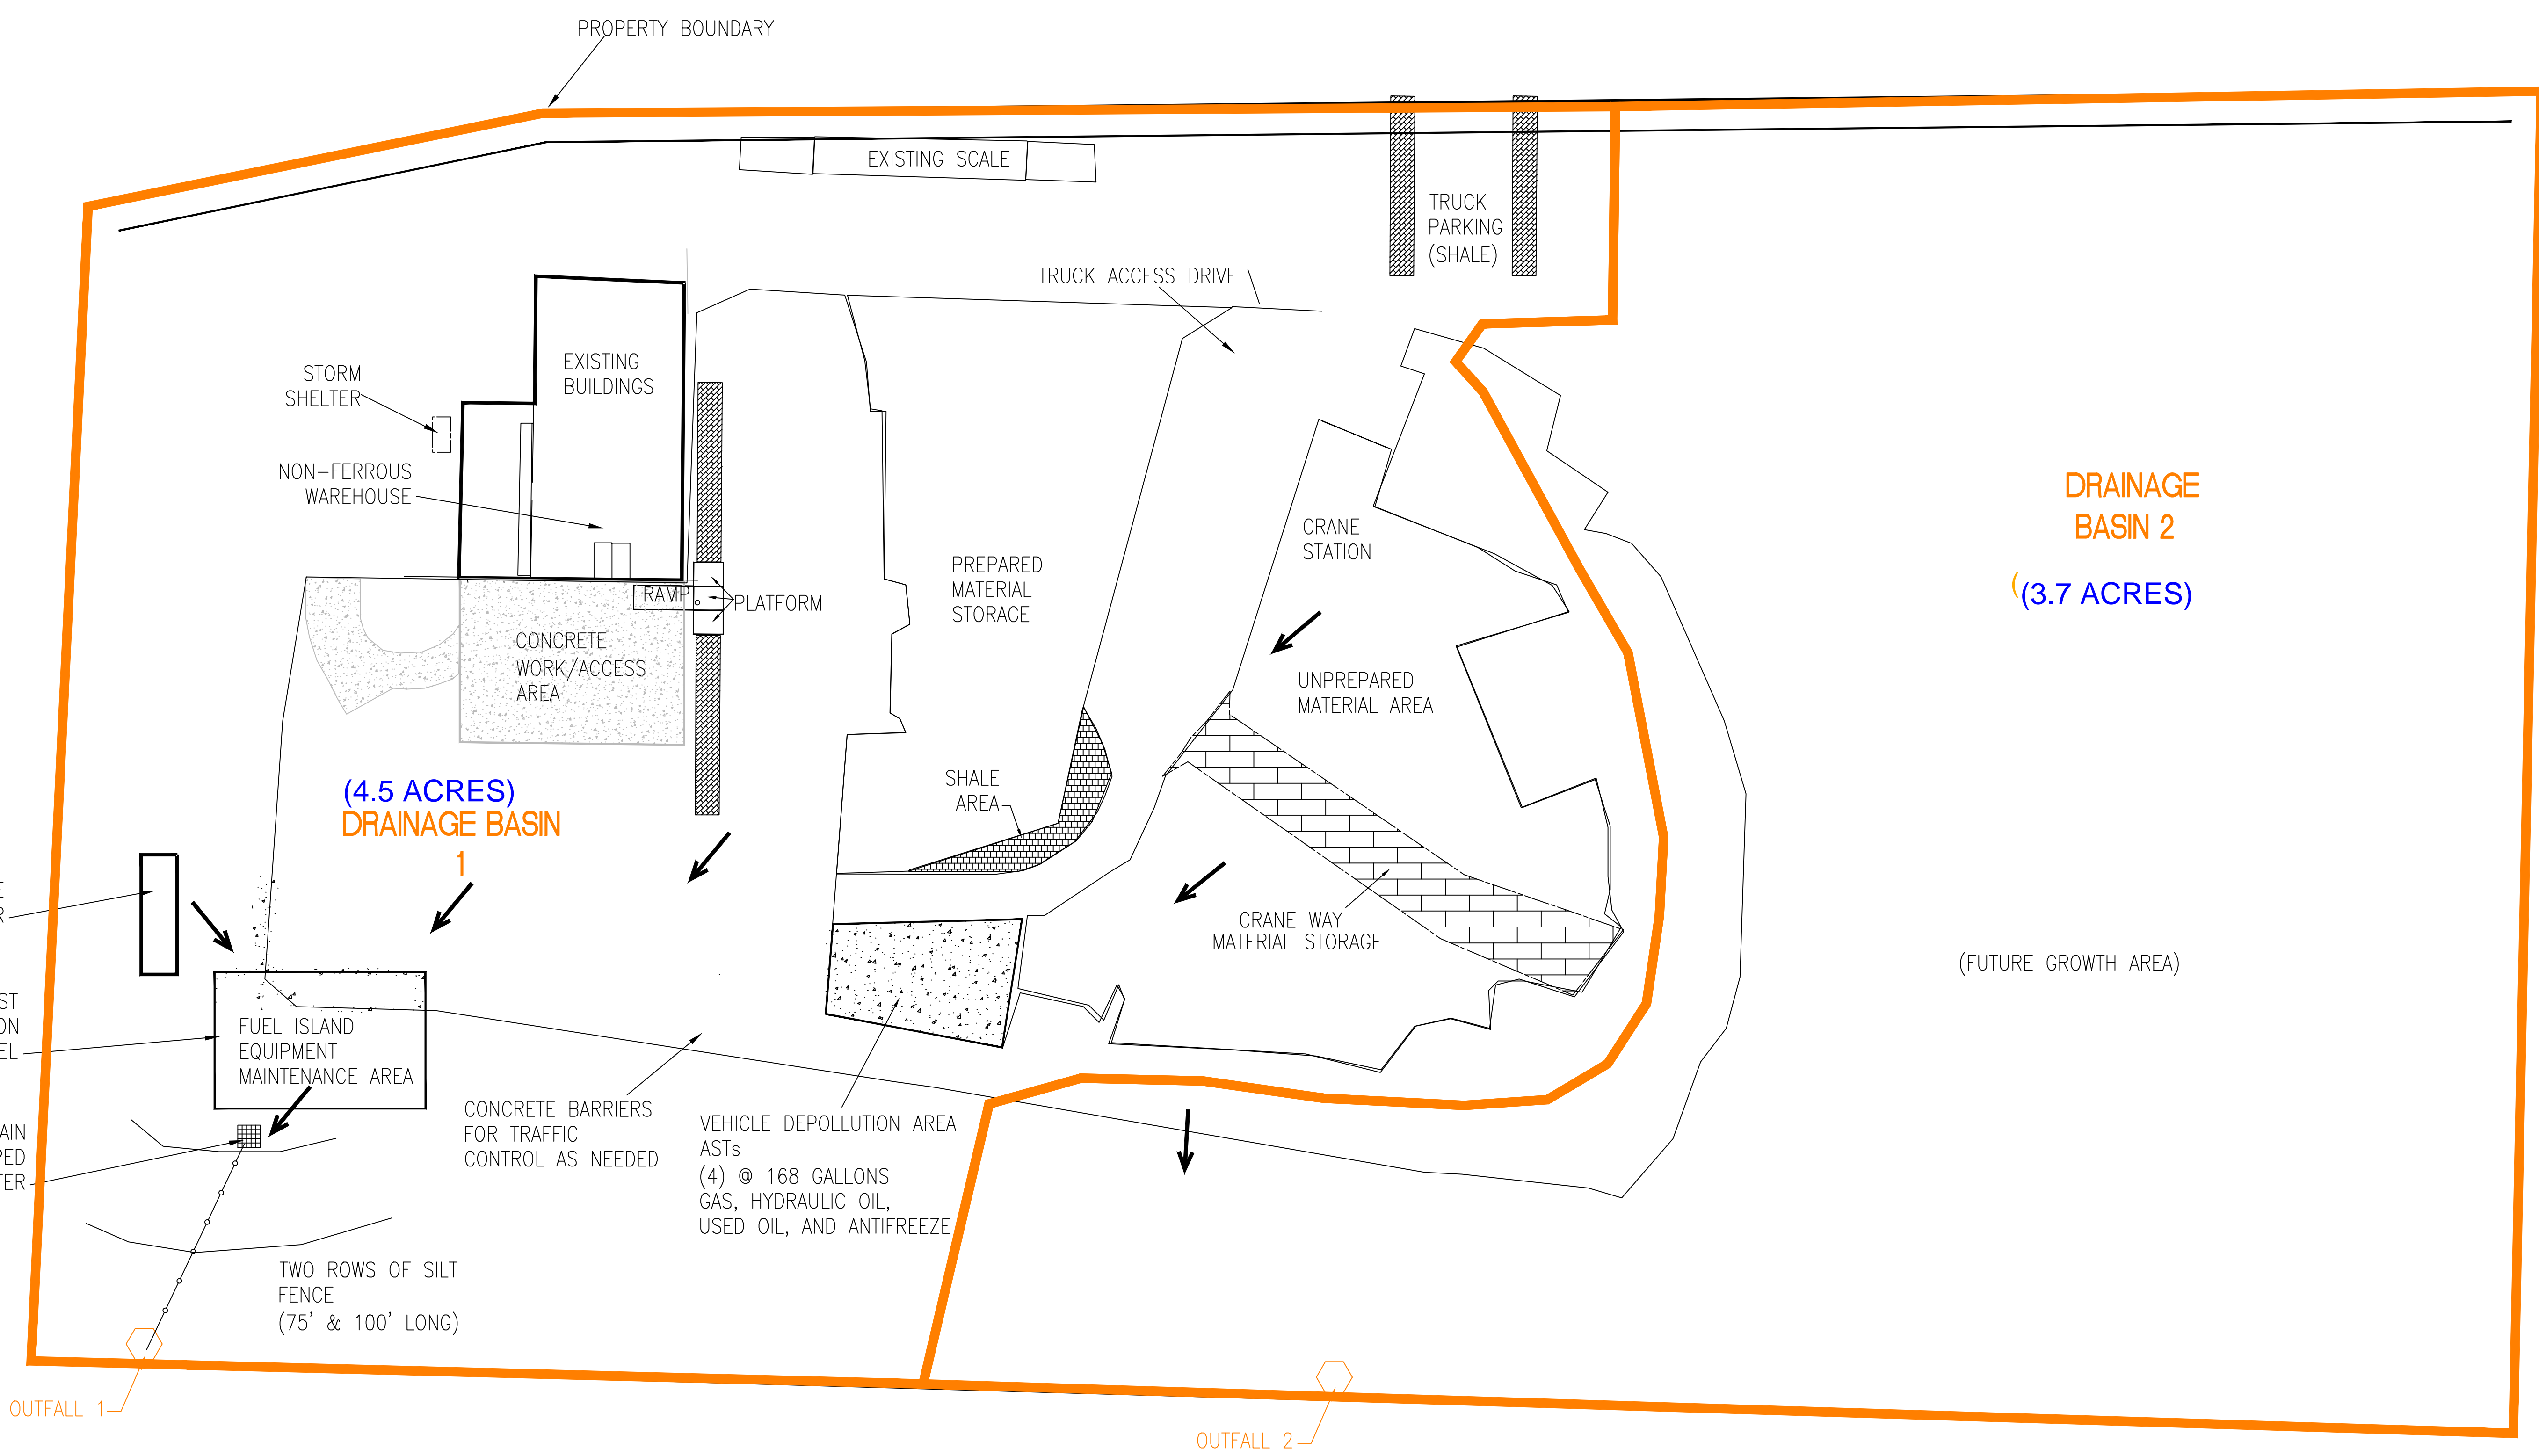 PROPERTY BOUNDARY
EXISTING SCALE
TRUCK
PARKING
(SHALE)
TRUCK ACCESS DRIVE
EXISTING
BUILDINGS
STORM
SHELTER
NON-FERROUS
WAREHOUSE
DRAINAGE
BASIN 2
(
(3.7 ACRES)
CRANE
STATION
PREPARED
MATERIAL
STORAGE
RAMP
PLATFORM
CONCRETE
WORK/ACCESS
AREA
UNPREPARED
MATERIAL AREA
SHALE
AREA
(4.5 ACRES)
DRAINAGE BASIN
1
CRANE WAY
MATERIAL STORAGE
(FUTURE GROWTH AREA)
FUEL ISLAND
EQUIPMENT
MAINTENANCE AREA
CONCRETE BARRIERS
FOR TRAFFIC
CONTROL AS NEEDED
VEHICLE DEPOLLUTION AREA
ASTs
(4) @ 168 GALLONS
GAS, HYDRAULIC OIL,
USED OIL, AND ANTIFREEZE
TWO ROWS OF SILT
FENCE
(75' & 100' LONG)
OUTFALL 1
OUTFALL 2